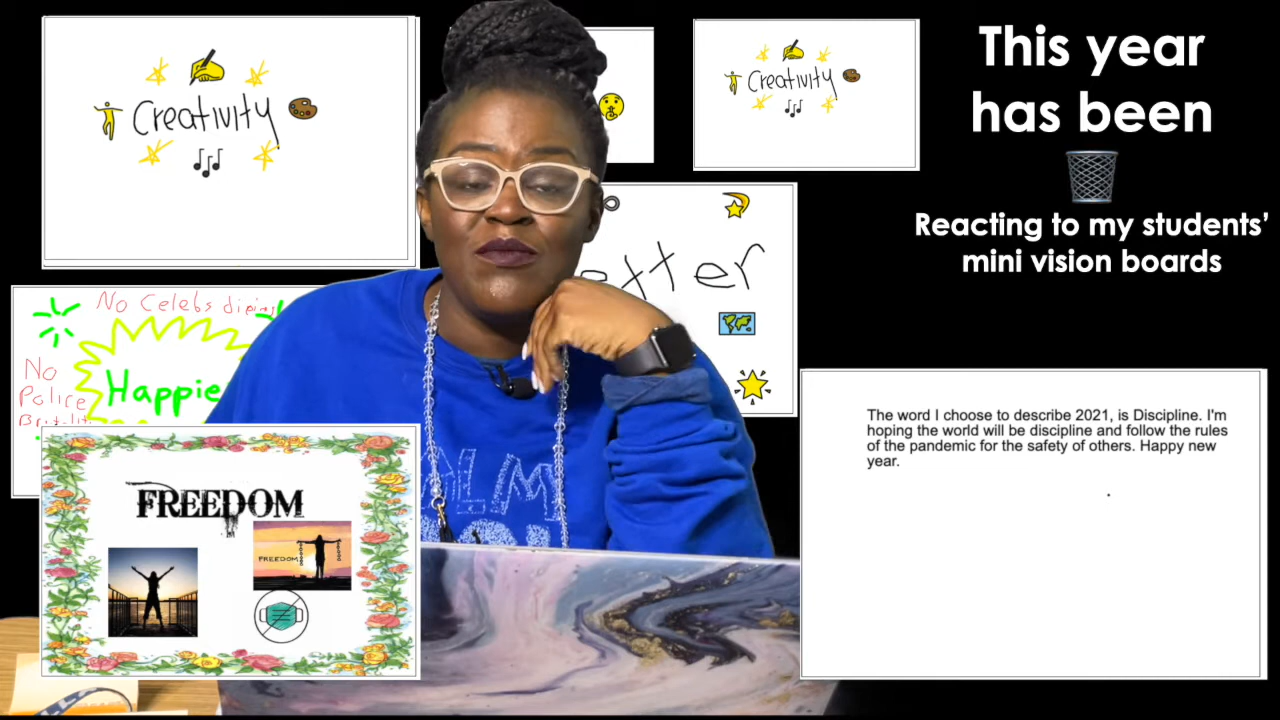 Creativity
Creativity
This year
has been
Reacting to my students’
mini vision boards
etter
No Celebs
No
Police
Happie
FREEDOM
FREEDOM
The word I choose to describe 2021, is Discipline. I'm
hoping the world will be discipline and follow the rules
of the pandemic for the safety of others. Happy new
year.